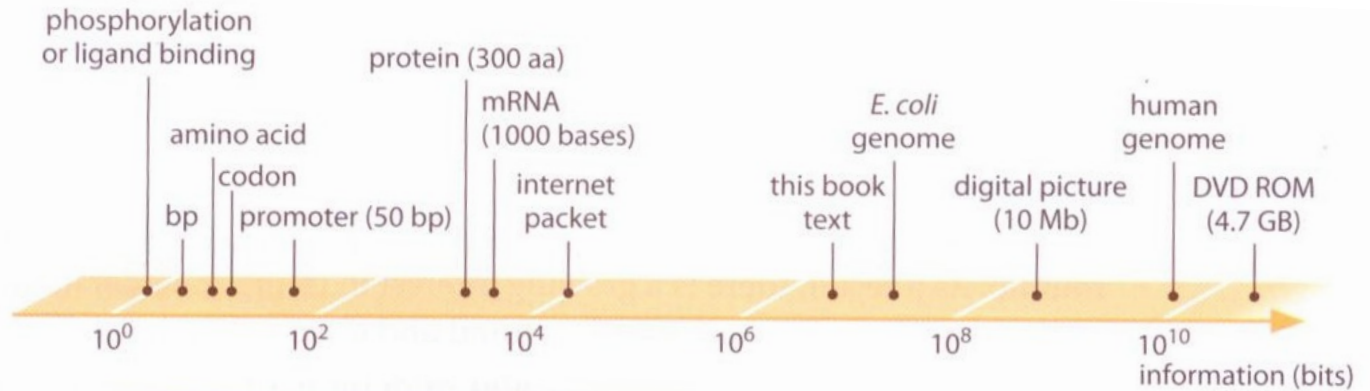 phosphorylation
or ligand binding
protein (300 aa)
mRNA
(1000 bases)
E. coli
genome
human
genome
amino acid
codon
bp
promoter (50 bp)
internet
packet
this book
text
digital picture
(10 Mb)
DVD ROM
(4.7 GB)
10⁰
10²
10⁴
10⁶
10⁸
10¹⁰
information (bits)